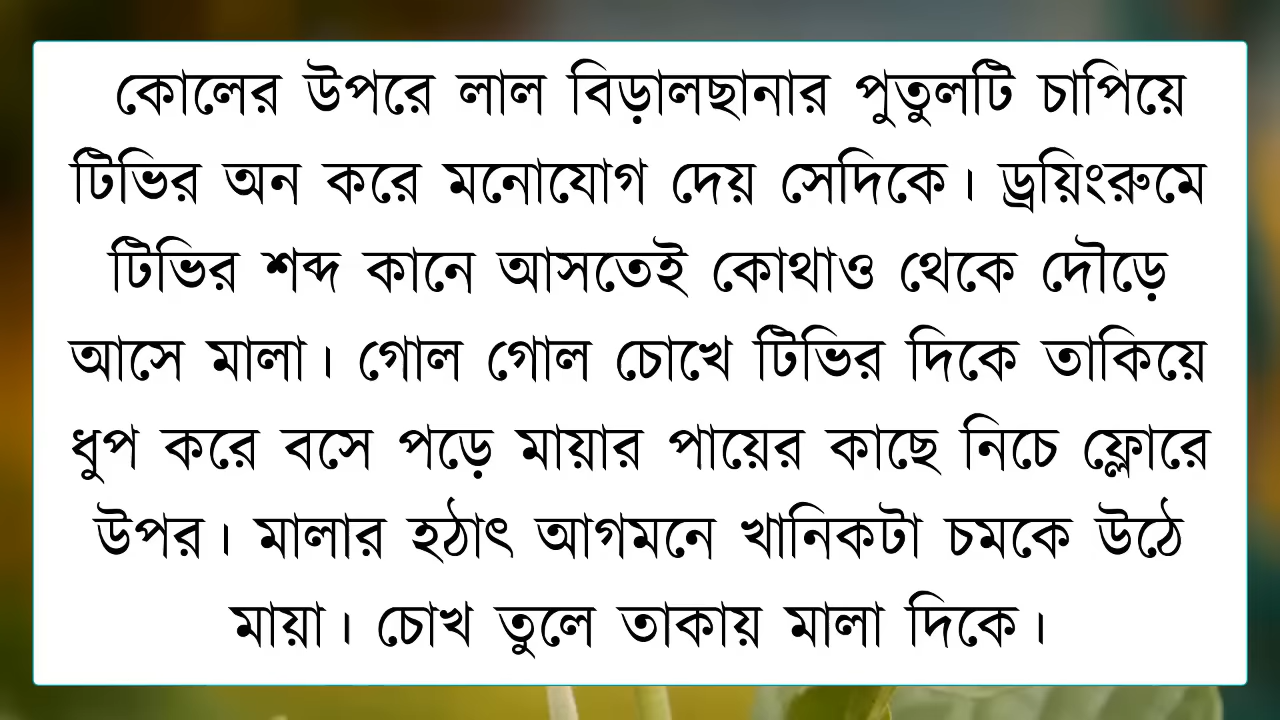 কোলের উপরে লাল বিড়ালছানার পুতুলটি চাপিয়ে
টিভির অন করে মনোযোগ দেয় সেদিকে। ড্রয়িংরুমে
টিভির শব্দ কানে আসতেই কোথাও থেকে দৌড়ে
আসে মালা। গোল গোল চোখে টিভির দিকে তাকিয়ে
ধুপ করে বসে পড়ে মায়ার পায়ের কাছে নিচে ফ্লোরে
উপর। মালার হঠাৎ আগমনে খানিকটা চমকে উঠে
মায়া। চোখ তুলে তাকায় মালা দিকে।